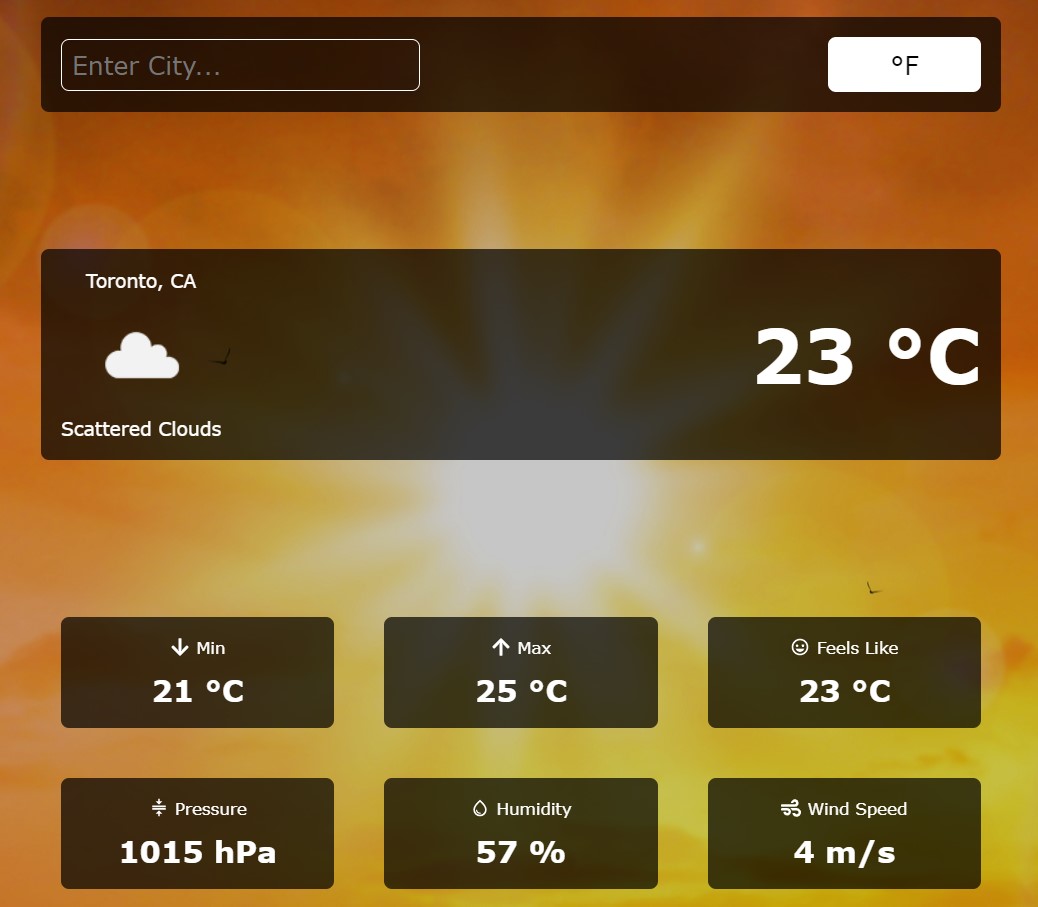 Enter City...
°F
Toronto, CA
23 °C
Scattered Clouds
Min
21 °C
Max
25 °C
Feels Like
23 °C
Pressure
1015 hPa
Humidity
57 %
Wind Speed
4 m/s